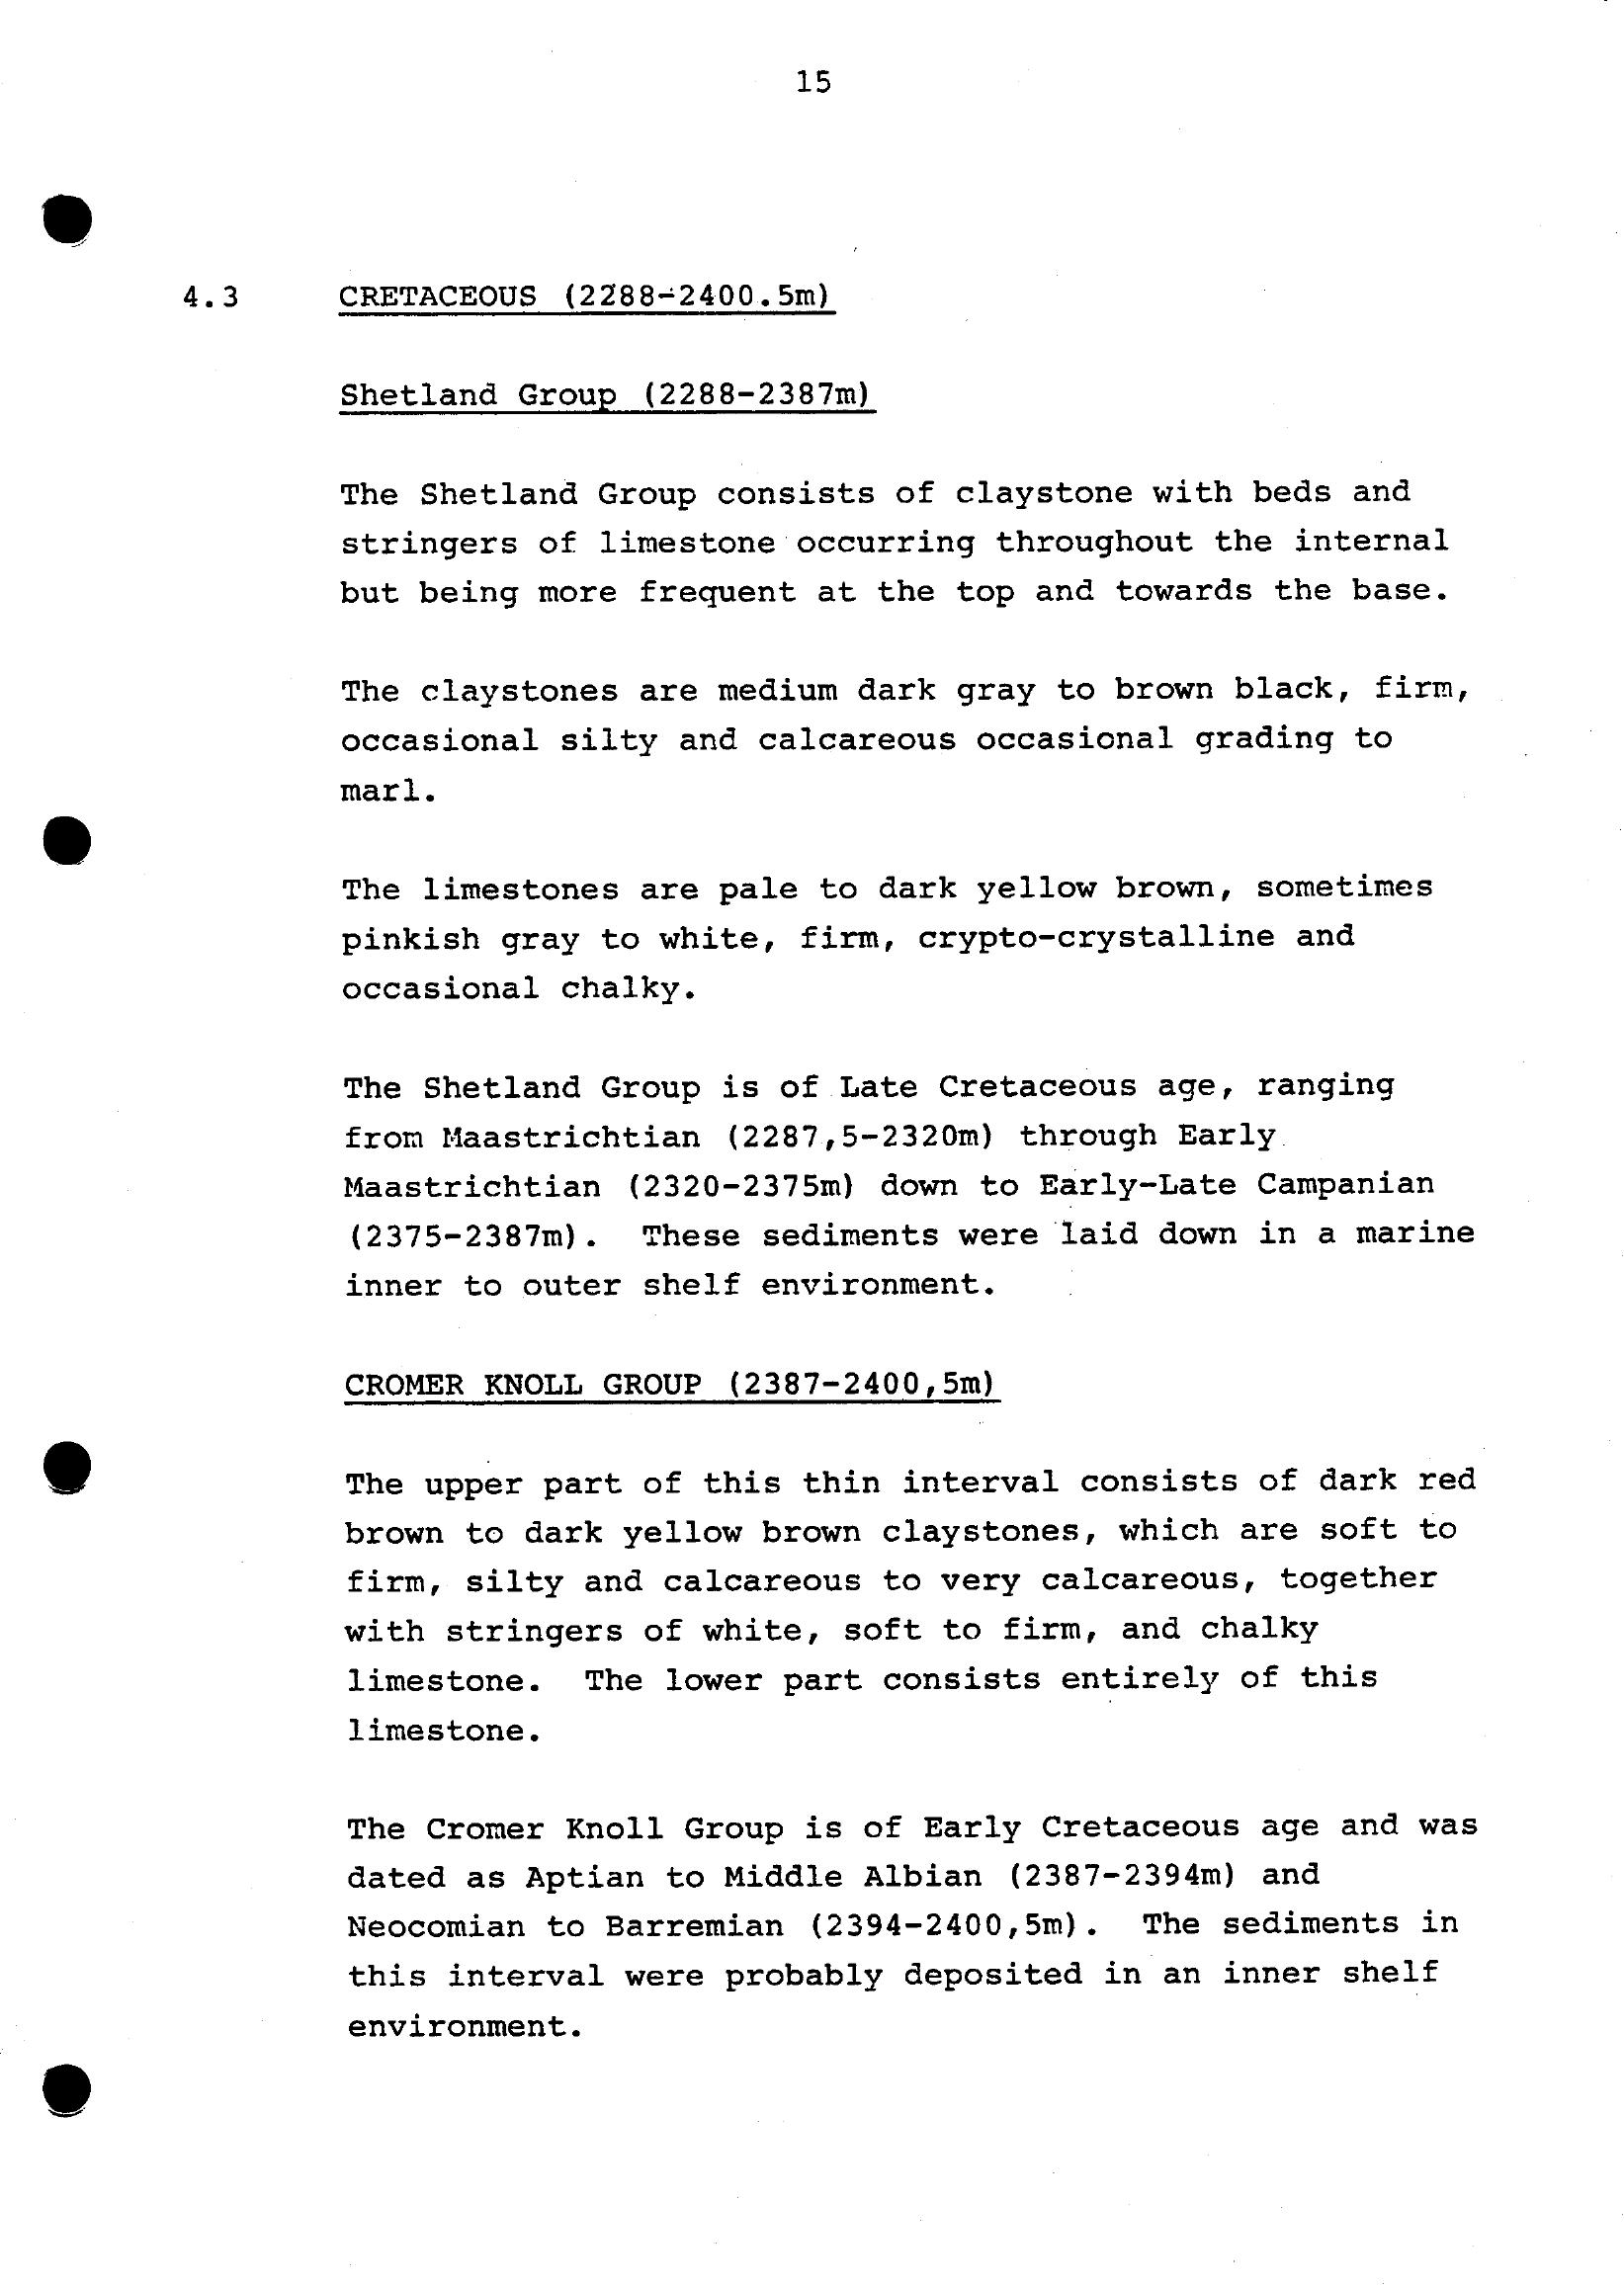 15
4.3 CRETACEOUS (2288-2400.5m)
Shetland Group (2288-2387m)
The Shetland Group consists of claystone with beds and
stringers of limestone occurring throughout the internal
but being more frequent at the top and towards the base.
The claystones are medium dark gray to brown black, firm,
occasional silty and calcareous occasional grading to
marl.
The limestones are pale to dark yellow brown, sometimes
pinkish gray to white, firm, crypto-crystalline and
occasional chalky.
The Shetland Group is of Late Cretaceous age, ranging
from Maastrichtian (2287,5-2320m) through Early
Maastrichtian (2320-2375m) down to Early-Late Campanian
(2375-2387m). These sediments were laid down in a marine
inner to outer shelf environment.
CROMER KNOLL GROUP (2387-2400,5m)
The upper part of this thin interval consists of dark red
brown to dark yellow brown claystones, which are soft to
firm, silty and calcareous to very calcareous, together
with stringers of white, soft to firm, and chalky
limestone. The lower part consists entirely of this
limestone.
The Cromer Knoll Group is of Early Cretaceous age and was
dated as Aptian to Middle Albian (2387-2394m) and
Neocomian to Barremian (2394-2400,5m). The sediments in
this interval were probably deposited in an inner shelf
environment.